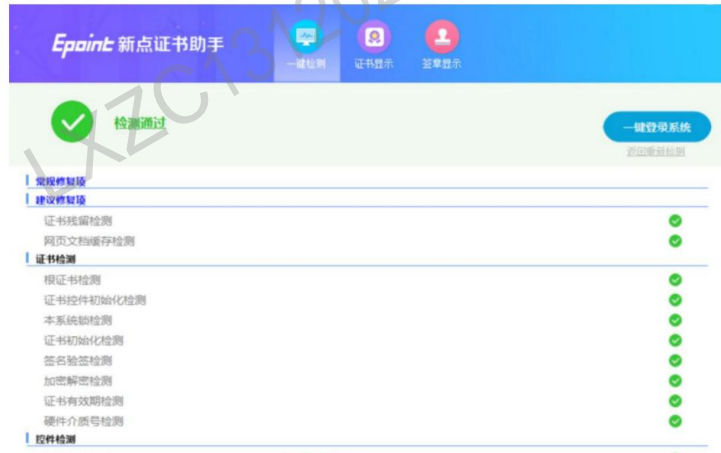 Epoint 新点证书助手
一键检测 证书显示 签章显示
检测通过
一键登录系统
返回重新检测
常规修复项
建议修复项
证书残留检测
网页文档缓存检测
证书检测
根证书检测
证书控件初始化检测
本系统锁检测
证书初始化检测
签名验签检测
加密解密检测
证书有效期检测
硬件介质号检测
控件检测